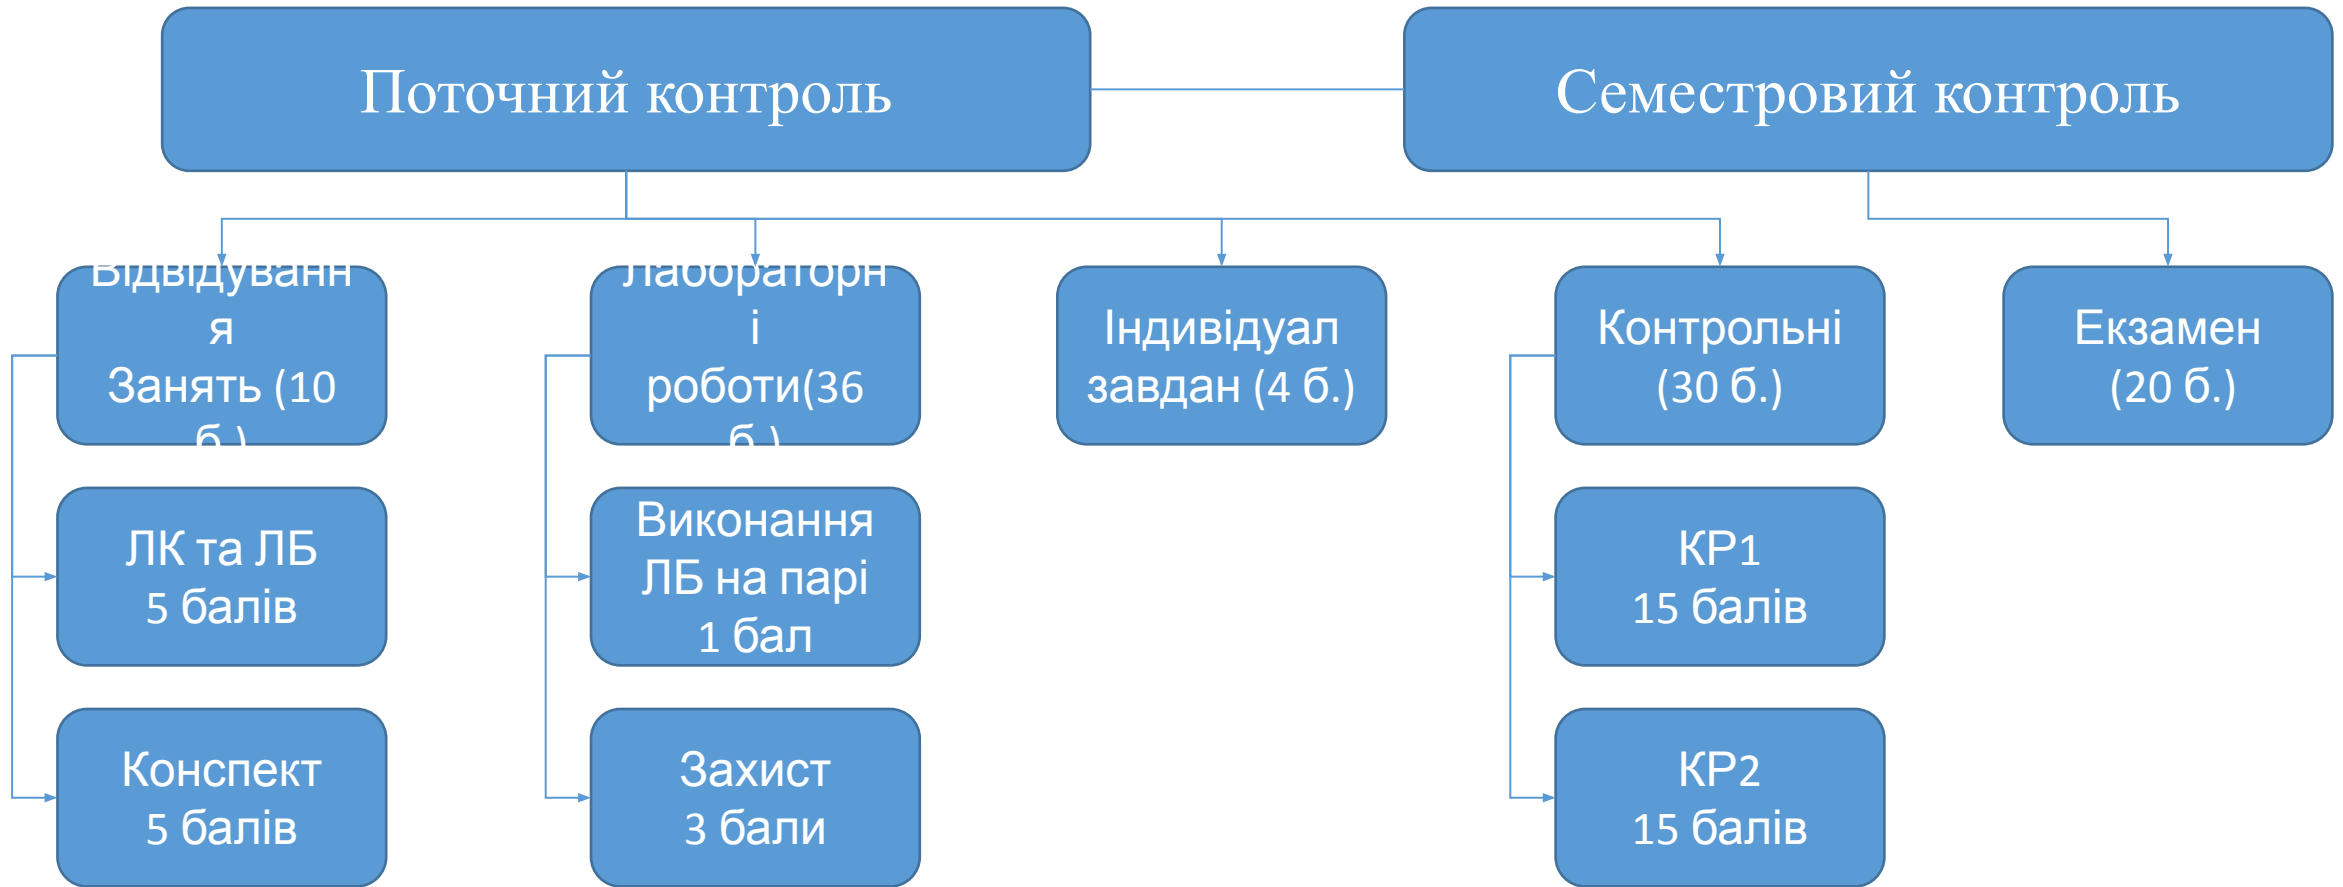 Поточний контроль
Семестровий контроль
Відвідуванн
я
Занять (10
б.)
Лабораторн
і
роботи(36
б.)
Індивідуал
завдан (4 б.)
Контрольні
(30 б.)
Екзамен
(20 б.)
ЛК та ЛБ
5 балів
Виконання
ЛБ на парі
1 бал
КР1
15 балів
Конспект
5 балів
Захист
3 бали
КР2
15 балів